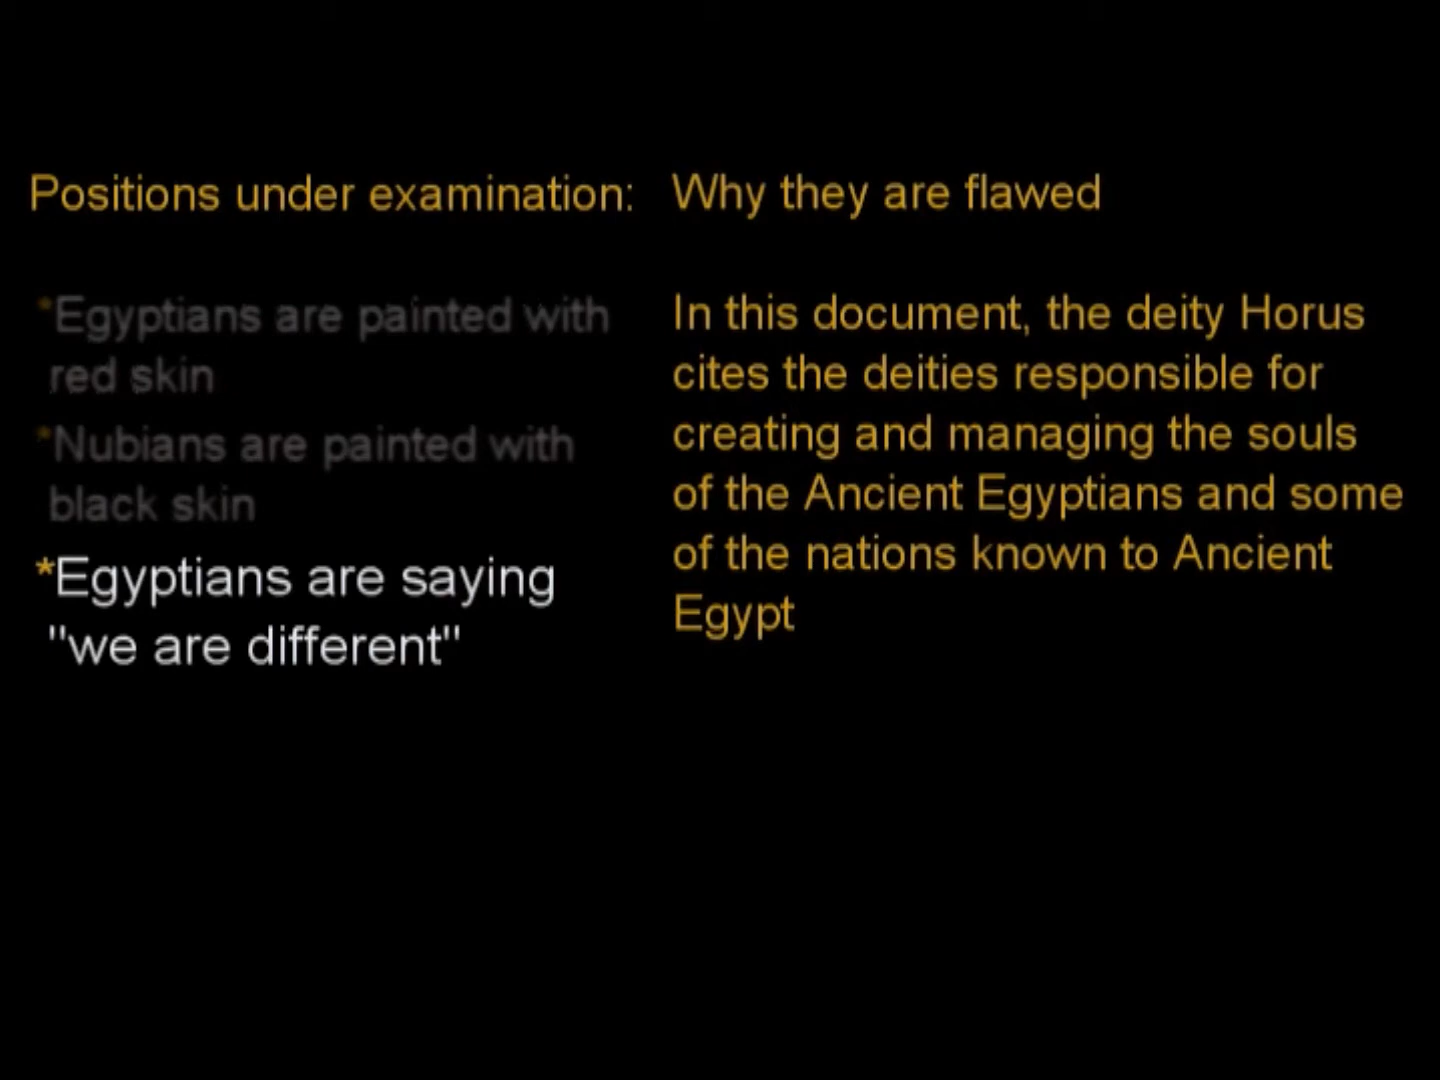 Positions under examination:
*Egyptians are painted with
red skin
*Nubians are painted with
black skin
*Egyptians are saying
"we are different"
Why they are flawed
In this document, the deity Horus
cites the deities responsible for
creating and managing the souls
of the Ancient Egyptians and some
of the nations known to Ancient
Egypt